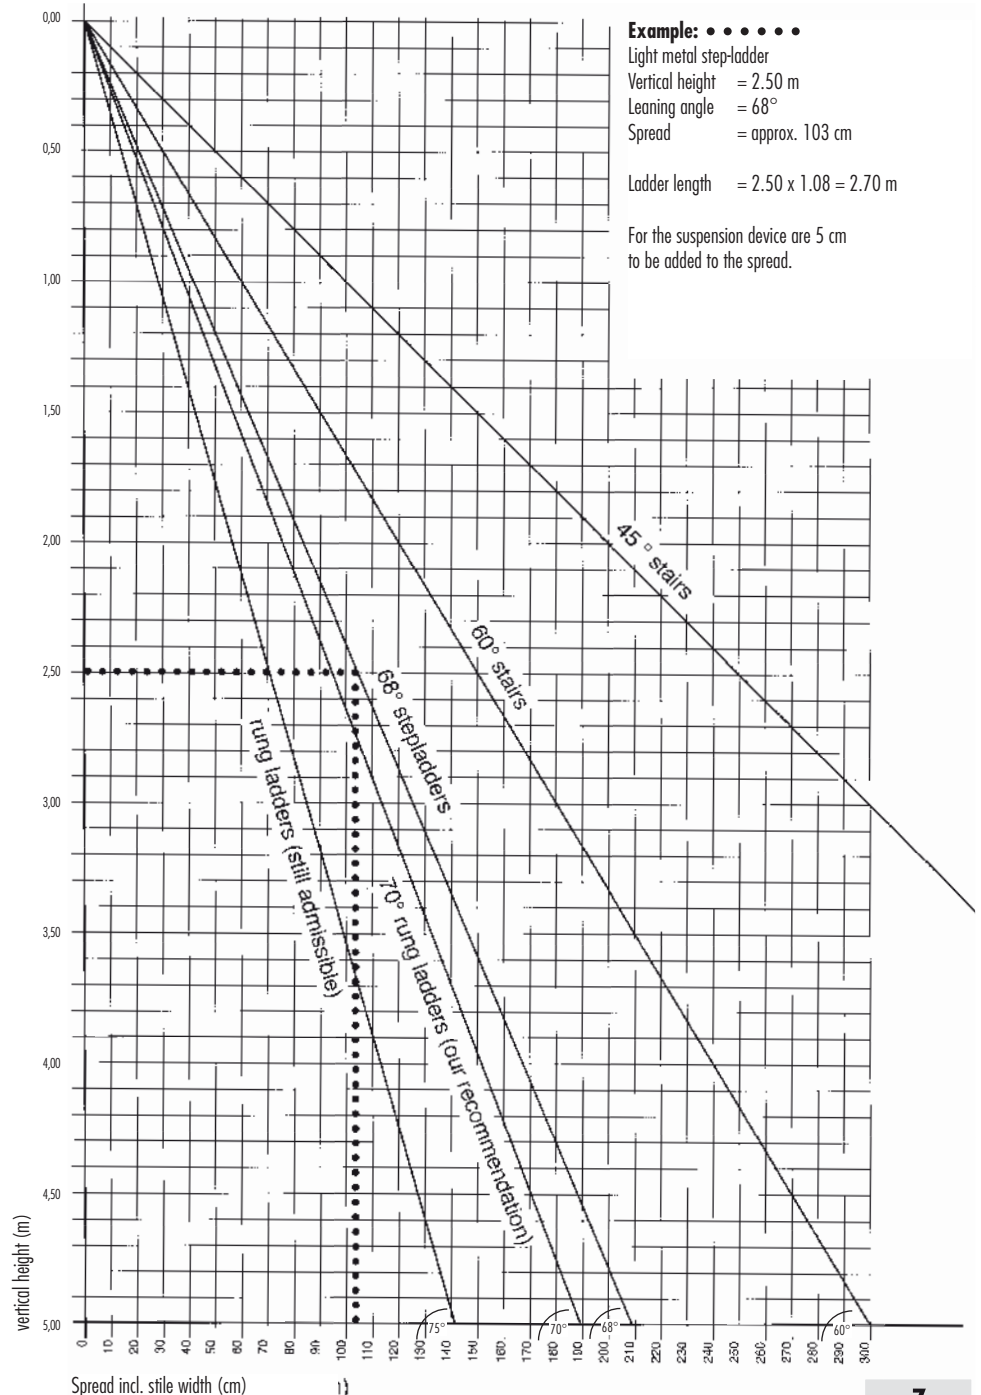 Example:
Light metal step-ladder
Vertical height = 2.50 m
Leaning angle = 68°
Spread = approx. 103 cm
Ladder length = 2.50 x 1.08 = 2.70 m
For the suspension device are 5 cm
to be added to the spread.
0,00
0,50
1,00
1,50
2,00
2,50
3,00
3,50
4,00
4,50
5,00
vertical height (m)
45° stairs
60° stairs
68° stepladders
rung ladders (still admissible)
70° rung ladders (our recommendation)
75°
70°
68°
60°
0 10 20 30 40 50 60 70 80 90 100 110 120 130 140 150 160 170 180 190 200 210 220 230 240 250 260 270 280 290 300
Spread incl. stile width (cm)